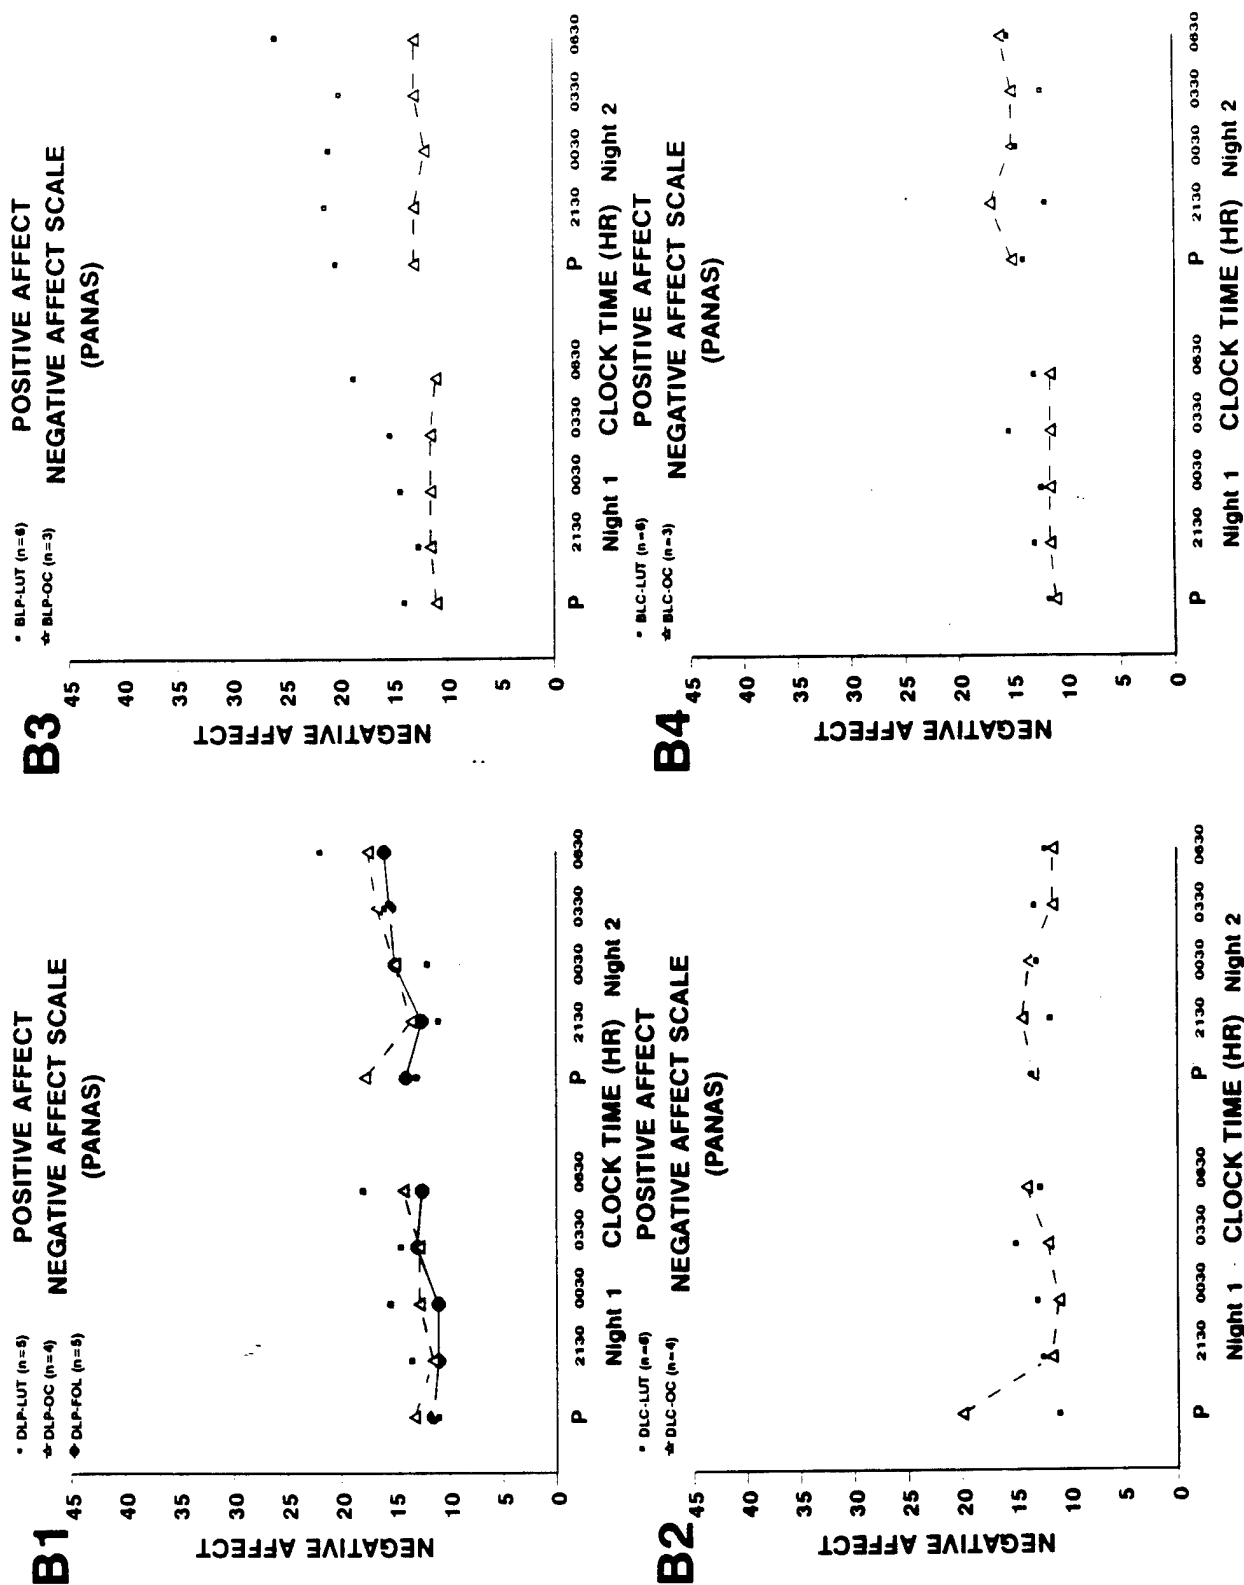 B1
POSITIVE AFFECT
NEGATIVE AFFECT SCALE
(PANAS)
DLP-LUT (n=5)
DLP-OC (n=4)
DLP-FOL (n=5)
NEGATIVE AFFECT
45
40
35
30
25
20
15
10
5
0
P 2130 0030 0330 0630 P 2130 0030 0330 0630
Night 1 CLOCK TIME (HR) Night 2
B3
POSITIVE AFFECT
NEGATIVE AFFECT SCALE
(PANAS)
BLP-LUT (n=6)
BLP-OC (n=3)
NEGATIVE AFFECT
45
40
35
30
25
20
15
10
5
0
P 2130 0030 0330 0630 P 2130 0030 0330 0630
Night 1 CLOCK TIME (HR) Night 2
B2
POSITIVE AFFECT
NEGATIVE AFFECT SCALE
(PANAS)
DLC-LUT (n=6)
DLC-OC (n=4)
NEGATIVE AFFECT
45
40
35
30
25
20
15
10
5
0
P 2130 0030 0330 0630 P 2130 0030 0330 0630
Night 1 CLOCK TIME (HR) Night 2
B4
POSITIVE AFFECT
NEGATIVE AFFECT SCALE
(PANAS)
BLC-LUT (n=6)
BLC-OC (n=3)
NEGATIVE AFFECT
45
40
35
30
25
20
15
10
5
0
P 2130 0030 0330 0630 P 2130 0030 0330 0630
Night 1 CLOCK TIME (HR) Night 2